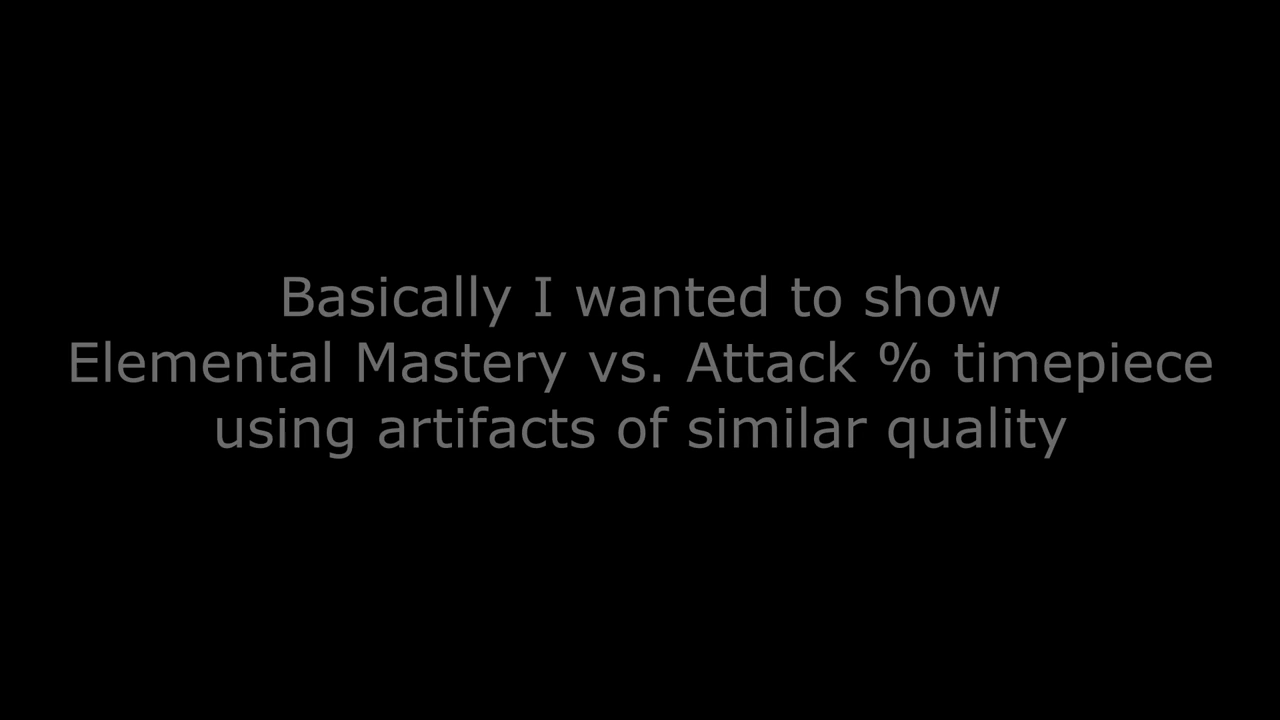 Basically I wanted to show
Elemental Mastery vs. Attack % timepiece
using artifacts of similar quality